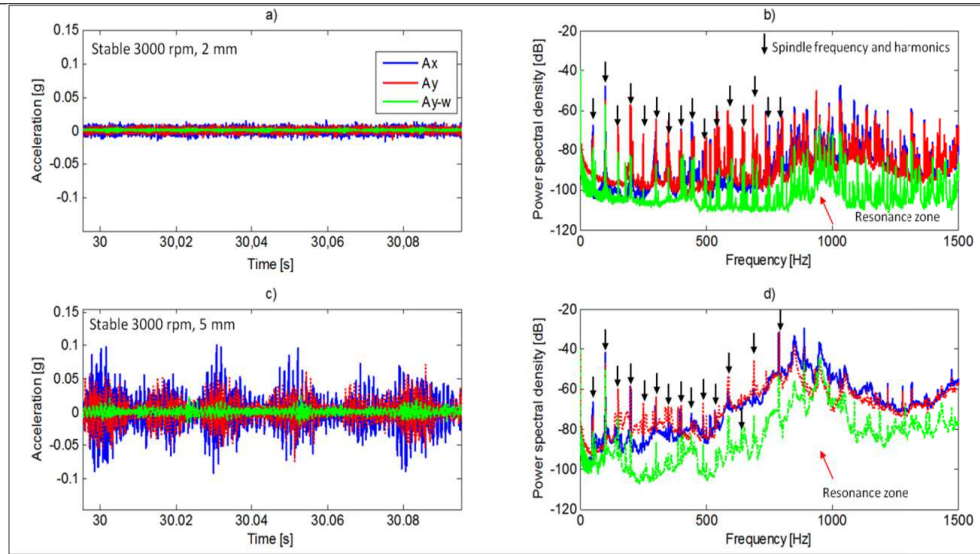 a)
Stable 3000 rpm, 2 mm
Ax
Ay
Ay-w
0.15
0.1
0.05
0
-0.05
-0.1
Acceleration [g]
30
30,02
30,04
30,06
30,08
Time [s]
b)
Spindle frequency and harmonics
-20
-40
-60
-80
-100
-120
Power spectral density [dB]
Resonance zone
0
500
1000
1500
Frequency [Hz]
c)
Stable 3000 rpm, 5 mm
0.15
0.1
0.05
0
-0.05
-0.1
Acceleration [g]
30
30,02
30,04
30,06
30,08
Time [s]
d)
-20
-40
-60
-80
-100
-120
Power spectral density [dB]
Resonance zone
0
500
1000
1500
Frequency [Hz]